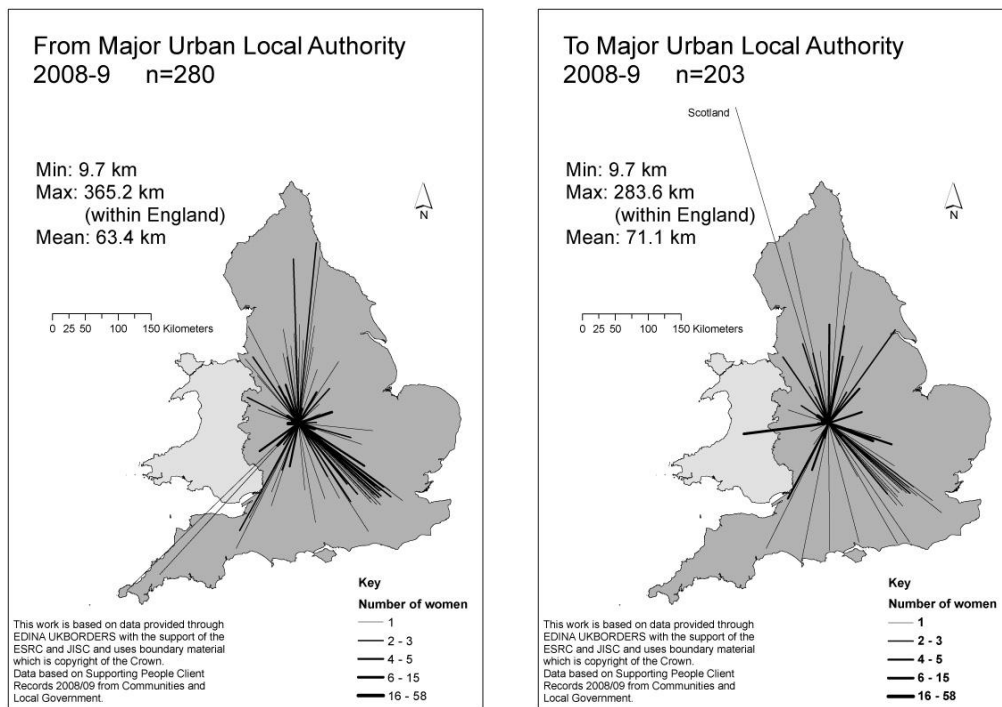 From Major Urban Local Authority
2008-9 n=280
Min: 9.7 km
Max: 365.2 km
(within England)
Mean: 63.4 km
N
0 25 50 100 150 Kilometers
Key
Number of women
1
2 - 3
4 - 5
6 - 15
16 - 58
This work is based on data provided through
EDINA UKBORDERS with the support of the
ESRC and JISC and uses boundary material
which is copyright of the Crown.
Data based on Supporting People Client
Records 2008/09 from Communities and
Local Government.
To Major Urban Local Authority
2008-9 n=203
Scotland
Min: 9.7 km
Max: 283.6 km
(within England)
Mean: 71.1 km
N
0 25 50 100 150 Kilometers
Key
Number of women
1
2 - 3
4 - 5
6 - 15
16 - 58
This work is based on data provided through
EDINA UKBORDERS with the support of the
ESRC and JISC and uses boundary material
which is copyright of the Crown.
Data based on Supporting People Client
Records 2008/09 from Communities and
Local Government.